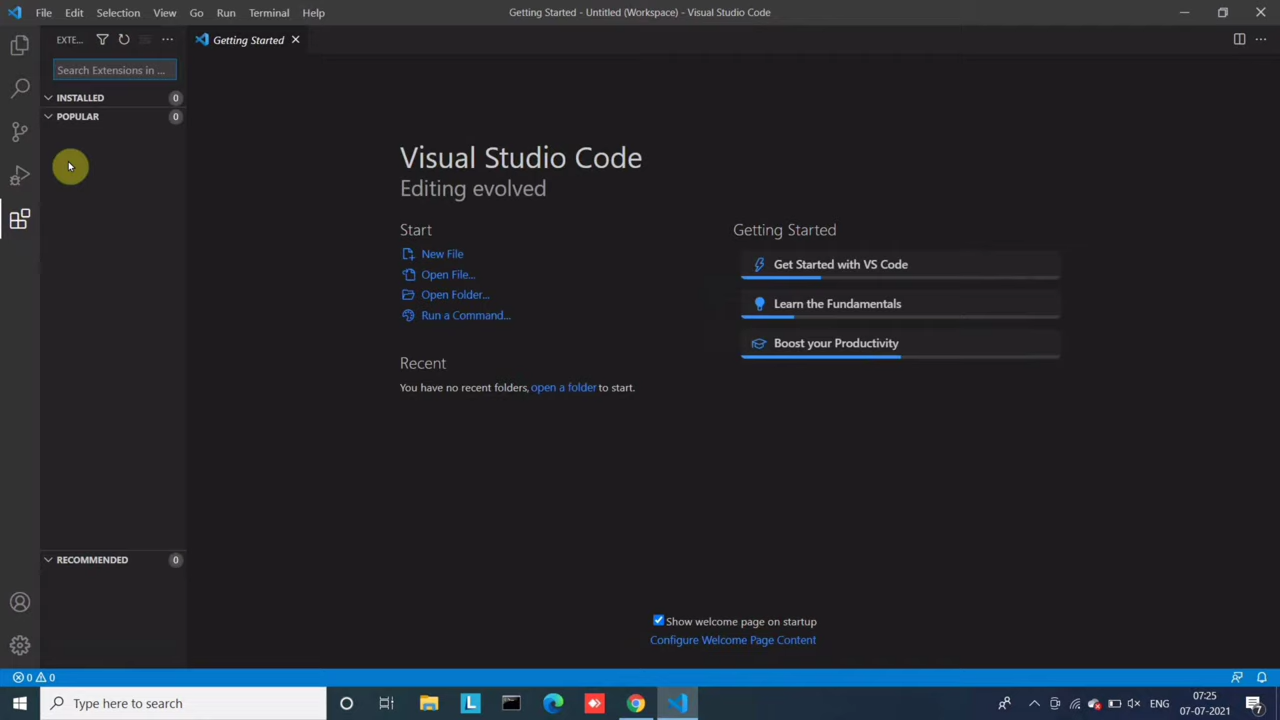 File Edit Selection View Go Run Terminal Help
Getting Started - Untitled (Workspace) - Visual Studio Code
EXTE...
Getting Started
Search Extensions in ...
INSTALLED 0
POPULAR 0
Visual Studio Code
Editing evolved
Start
New File
Open File...
Open Folder...
Run a Command...
Recent
You have no recent folders, open a folder to start.
Getting Started
Get Started with VS Code
Learn the Fundamentals
Boost your Productivity
RECOMMENDED 0
Show welcome page on startup
Configure Welcome Page Content
0 0
Type here to search
L
ENG
07:25
07-07-2021
7